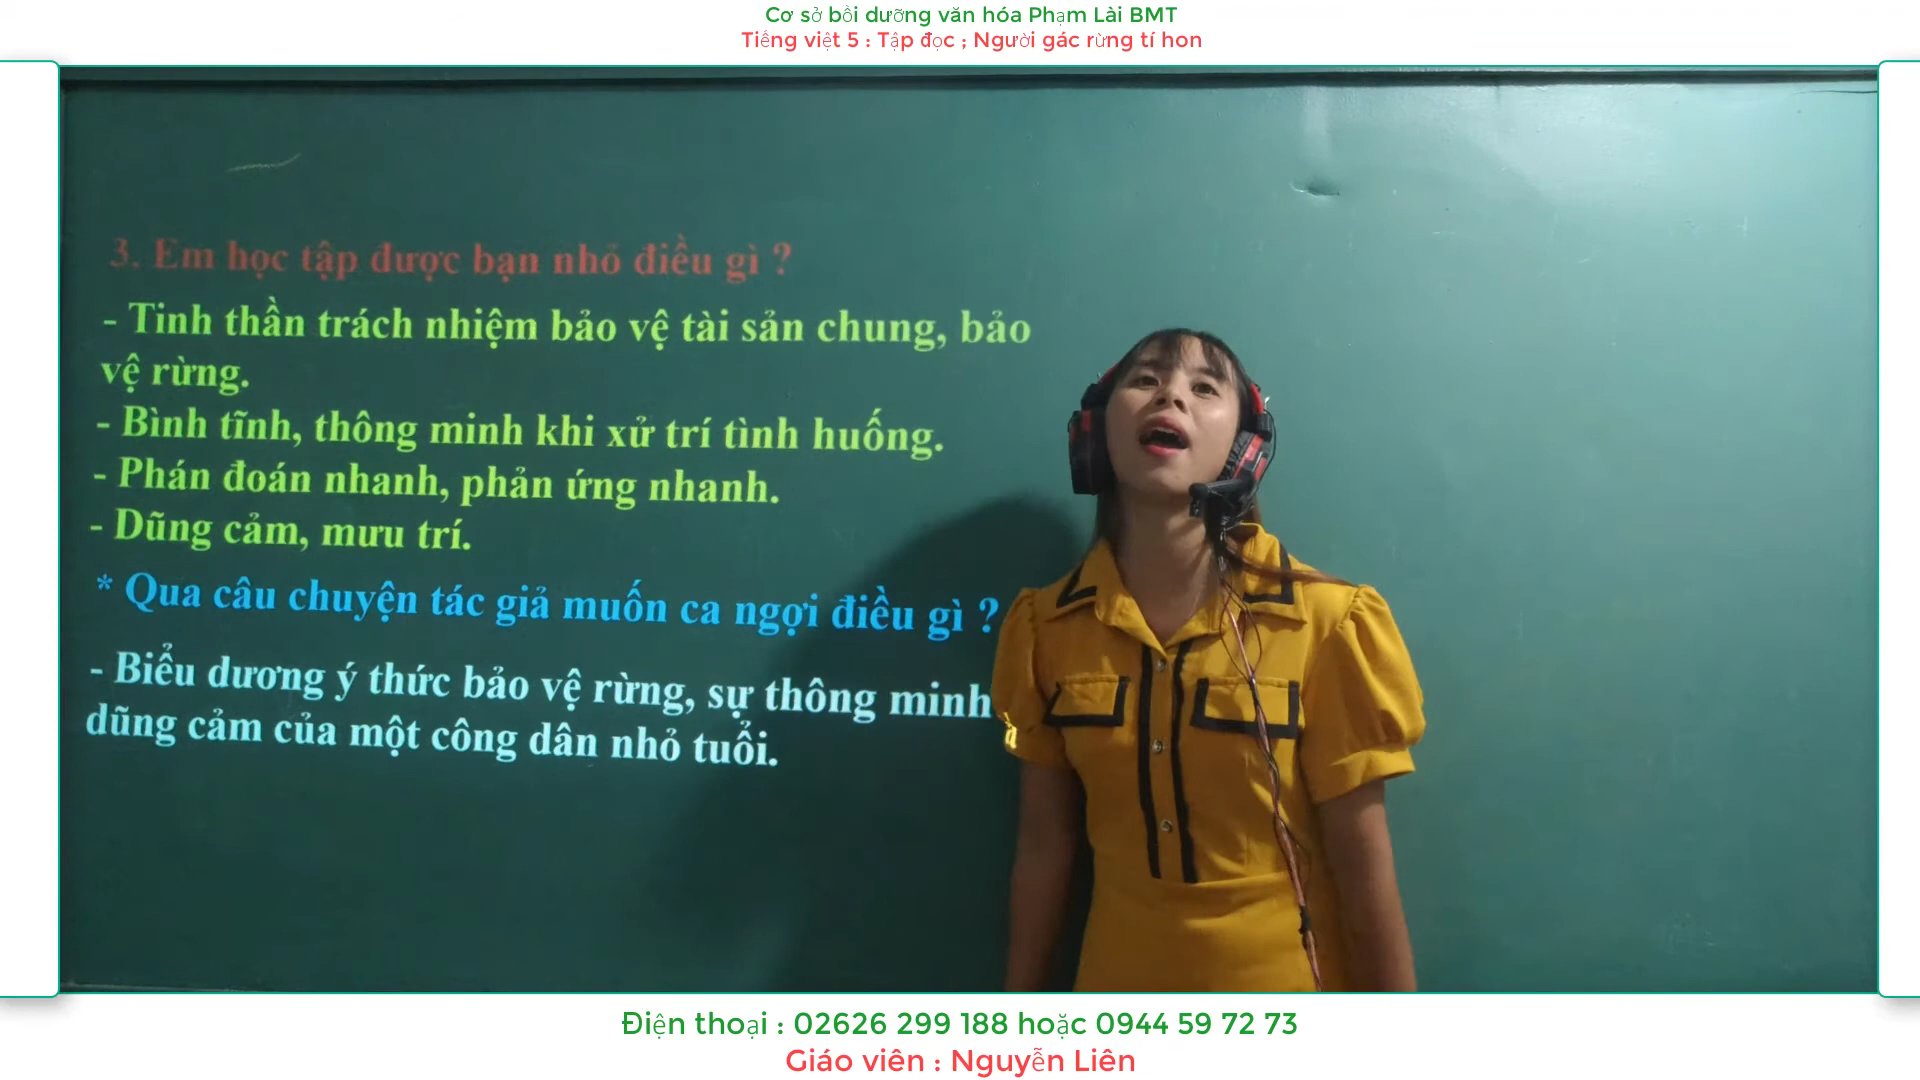 Cơ sở bồi dưỡng văn hóa Phạm Lài BMT
Tiếng việt 5 : Tập đọc ; Người gác rừng tí hon
3. Em học tập được bạn nhỏ điều gì ?
- Tinh thần trách nhiệm bảo vệ tài sản chung, bảo
vệ rừng.
- Bình tĩnh, thông minh khi xử trí tình huống.
- Phán đoán nhanh, phản ứng nhanh.
- Dũng cảm, mưu trí.
* Qua câu chuyện tác giả muốn ca ngợi điều gì ?
- Biểu dương ý thức bảo vệ rừng, sự thông minh
dũng cảm của một công dân nhỏ tuổi.
Điện thoại : 02626 299 188 hoặc 0944 59 72 73
Giáo viên : Nguyễn Liên